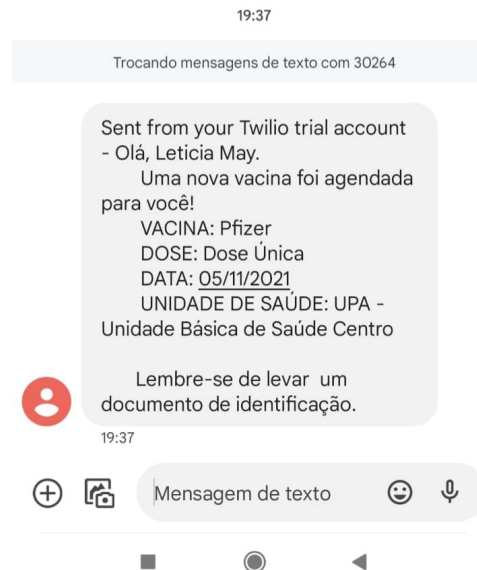 19:37
Trocando mensagens de texto com 30264
Sent from your Twilio trial account
- Olá, Leticia May.
Uma nova vacina foi agendada
para você!
VACINA: Pfizer
DOSE: Dose Única
DATA: 05/11/2021
UNIDADE DE SAÚDE: UPA -
Unidade Básica de Saúde Centro
Lembre-se de levar um
documento de identificação.
19:37
Mensagem de texto